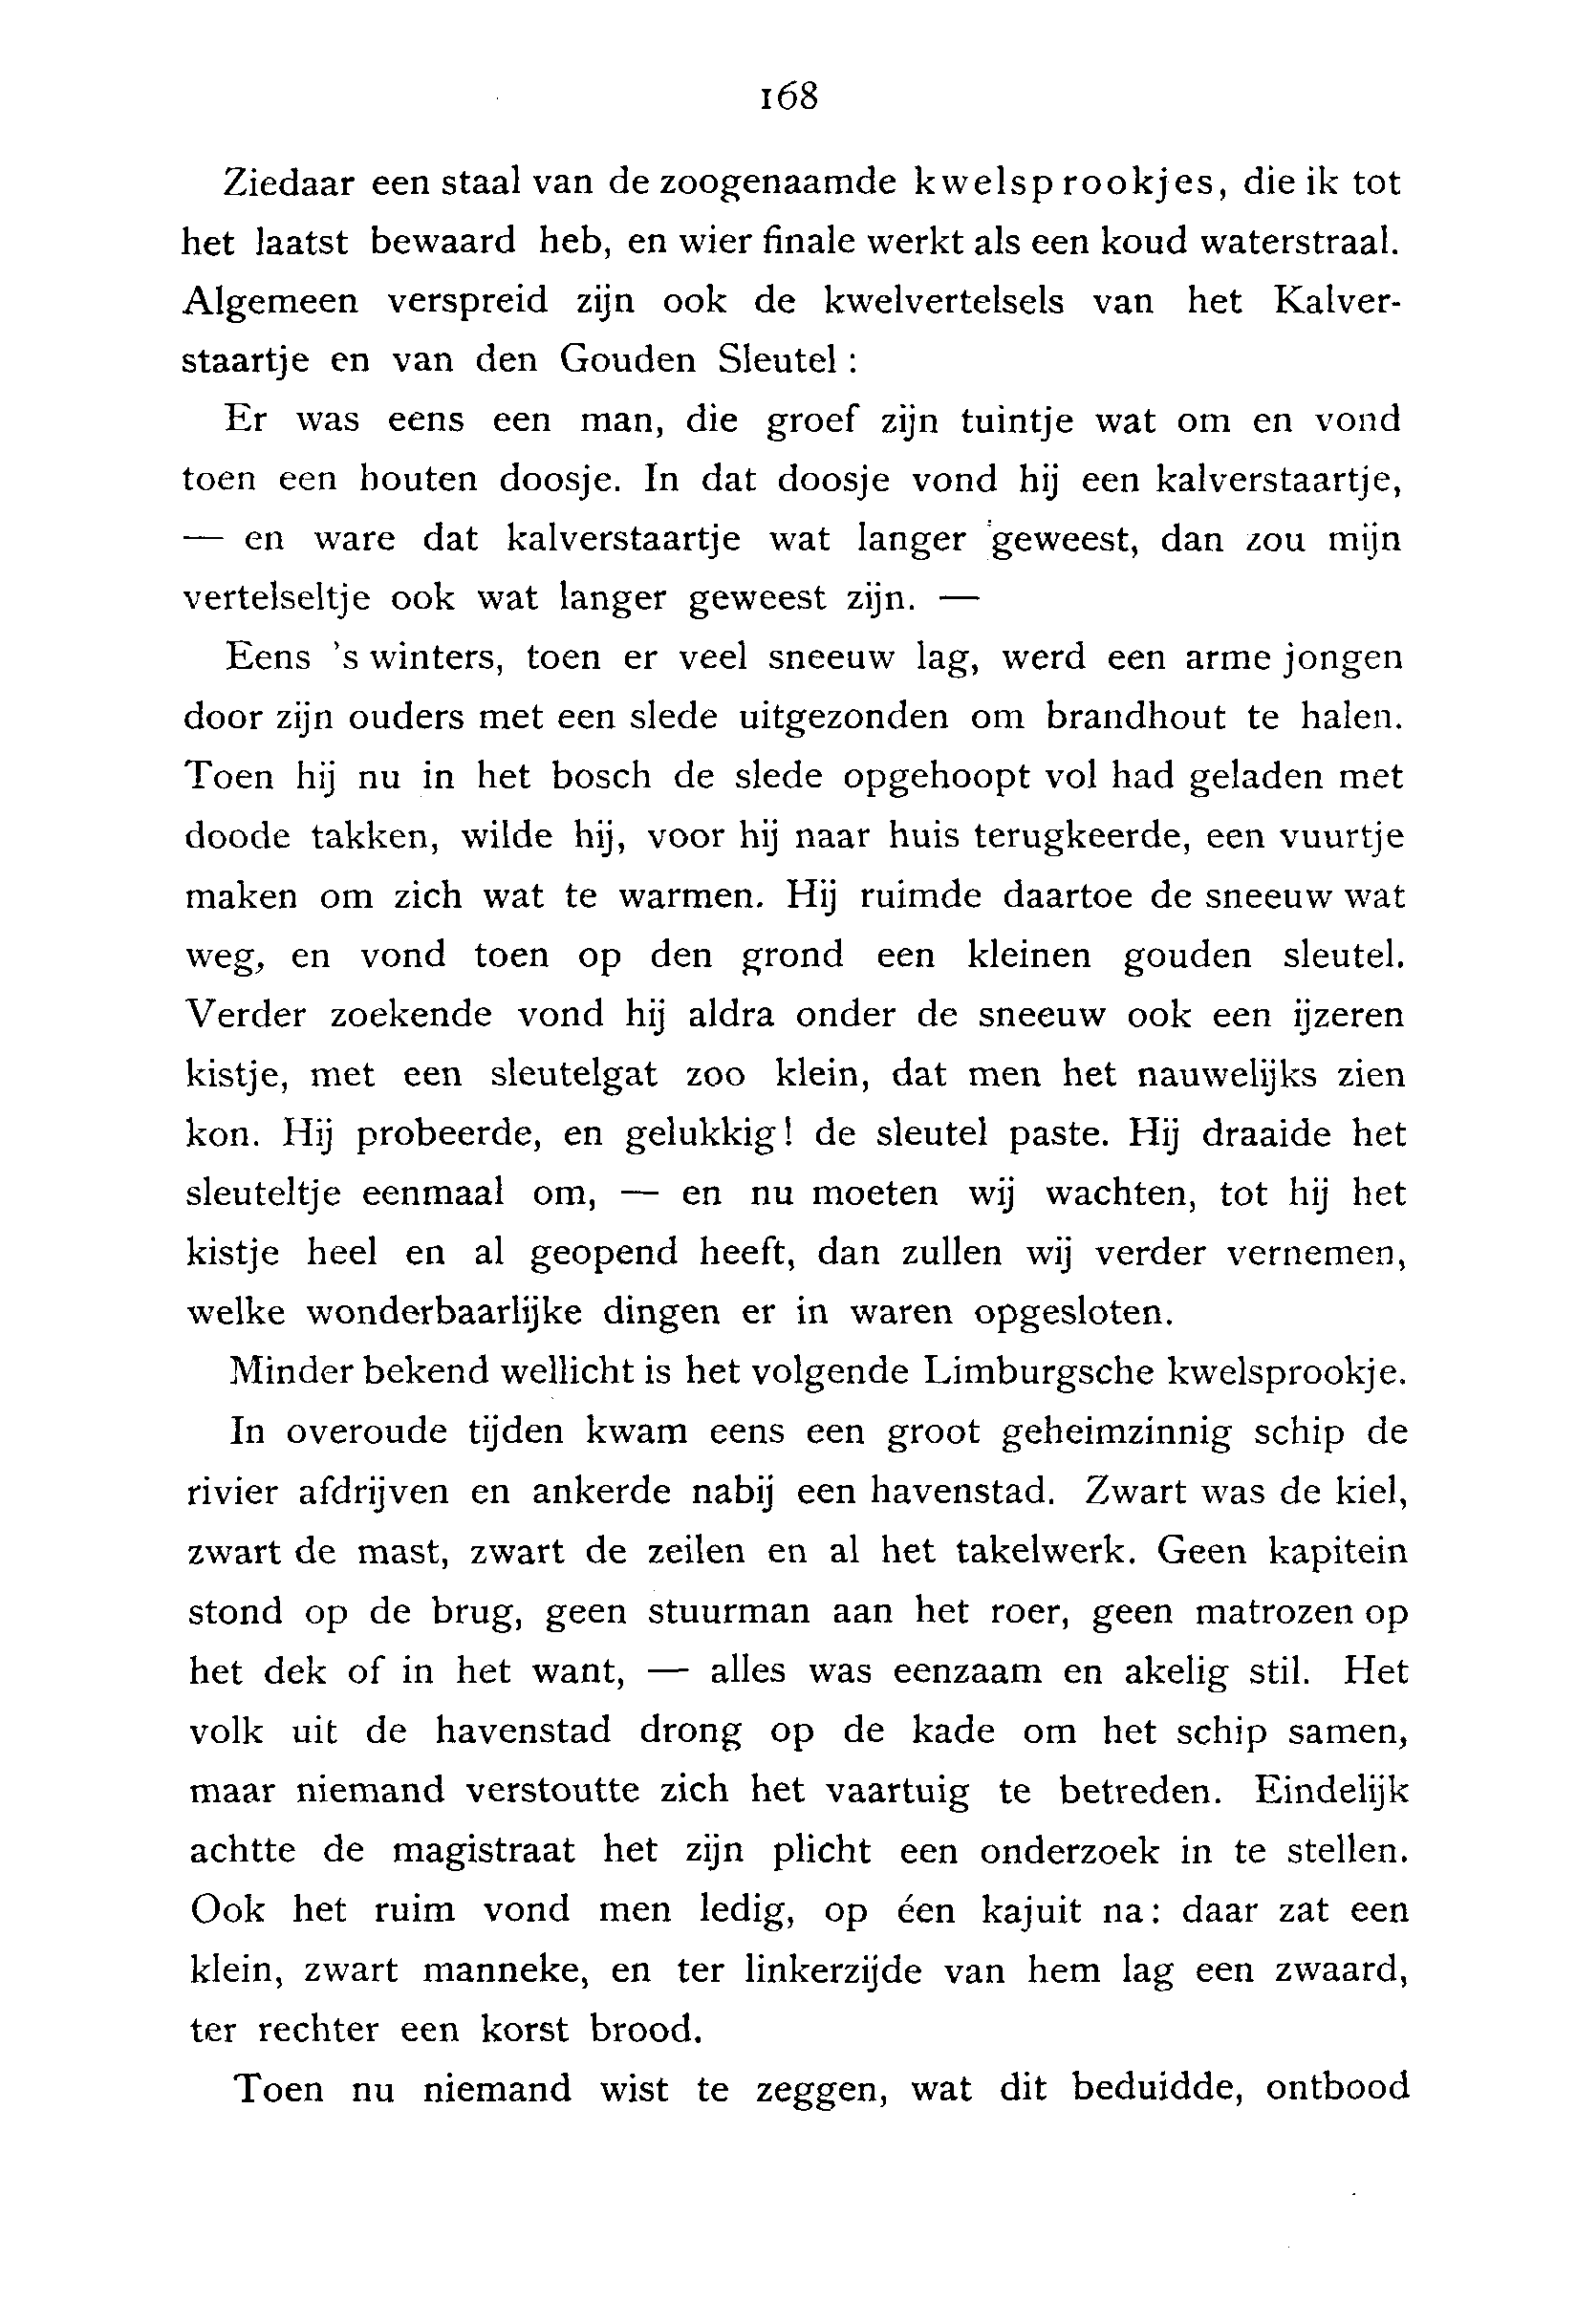 168
Ziedaar een staal van de zoogenaamde kwelsprookjes, die ik tot
het laatst bewaard heb, en wier finale werkt als een koud waterstraal.
Algemeen verspreid zijn ook de kwelvertelsels van het Kalver-
staartje en van den Gouden Sleutel:
Er was eens een man, die groef zijn tuintje wat om en vond
toen een houten doosje. In dat doosje vond hij een kalverstaartje,
— en ware dat kalverstaartje wat langer geweest, dan zou mijn
vertelseltje ook wat langer geweest zijn. —
Eens 's winters, toen er veel sneeuw lag, werd een arme jongen
door zijn ouders met een slede uitgezonden om brandhout te halen.
Toen hij nu in het bosch de slede opgehoopt vol had geladen met
doode takken, wilde hij, voor hij naar huis terugkeerde, een vuurtje
maken om zich wat te warmen. Hij ruimde daartoe de sneeuw wat
weg, en vond toen op den grond een kleinen gouden sleutel.
Verder zoekende vond hij aldra onder de sneeuw ook een ijzeren
kistje, met een sleutelgat zoo klein, dat men het nauwelijks zien
kon. Hij probeerde, en gelukkig! de sleutel paste. Hij draaide het
sleuteltje eenmaal om, — en nu moeten wij wachten, tot hij het
kistje heel en al geopend heeft, dan zullen wij verder vernemen,
welke wonderbaarlijke dingen er in waren opgesloten.
Minder bekend wellicht is het volgende Limburgsche kwelsprookje.
In overoude tijden kwam eens een groot geheimzinnig schip de
rivier afdrijven en ankerde nabij een havenstad. Zwart was de kiel,
zwart de mast, zwart de zeilen en al het takelwerk. Geen kapitein
stond op de brug, geen stuurman aan het roer, geen matrozen op
het dek of in het want, — alles was eenzaam en akelig stil. Het
volk uit de havenstad drong op de kade om het schip samen,
maar niemand verstoutte zich het vaartuig te betreden. Eindelijk
achtte de magistraat het zijn plicht een onderzoek in te stellen.
Ook het ruim vond men ledig, op één kajuit na: daar zat een
klein, zwart manneke, en ter linkerzijde van hem lag een zwaard,
ter rechter een korst brood.
Toen nu niemand wist te zeggen, wat dit beduidde, ontbood